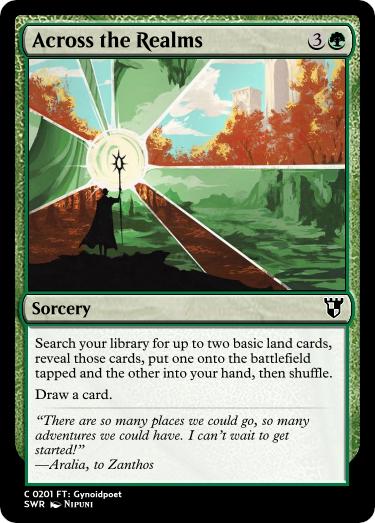 Across the Realms 3
Sorcery
Search your library for up to two basic land cards,
reveal those cards, put one onto the battlefield
tapped and the other into your hand, then shuffle.
Draw a card.
“There are so many places we could go, so many
adventures we could have. I can’t wait to get
started!”
—Aralia, to Zanthos
C 0201 FT: Gynoidpoet
SWR Nipuni